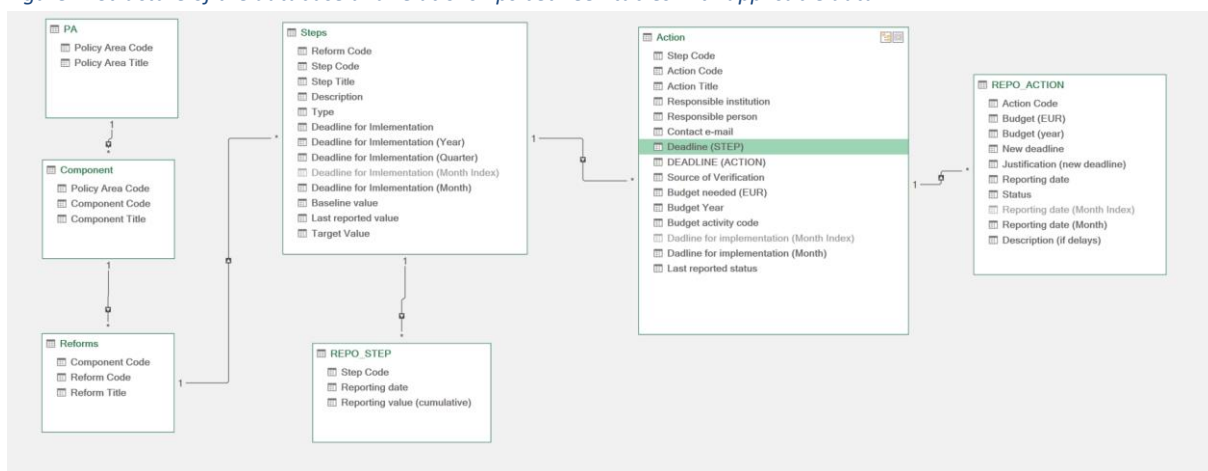 PA
Policy Area Code
Policy Area Title
1
*
Component
Policy Area Code
Component Code
Component Title
1
*
Reforms
Component Code
Reform Code
Reform Title
1
*
Steps
Reform Code
Step Code
Step Title
Description
Type
Deadline for Imlementation
Deadline for Imlementation (Year)
Deadline for Imlementation (Quarter)
Deadline for Imlementation (Month Index)
Deadline for Imlementation (Month)
Baseline value
Last reported value
Target Value
1
*
REPO_STEP
Step Code
Reporting date
Reporting value (cumulative)
1
*
Action
Step Code
Action Code
Action Title
Responsible institution
Responsible person
Contact e-mail
Deadline (STEP)
DEADLINE (ACTION)
Source of Verification
Budget needed (EUR)
Budget Year
Budget activity code
Dadline for implementation (Month Index)
Dadline for implementation (Month)
Last reported status
1
*
REPO_ACTION
Action Code
Budget (EUR)
Budget (year)
New deadline
Justification (new deadline)
Reporting date
Status
Reporting date (Month Index)
Reporting date (Month)
Description (if delays)